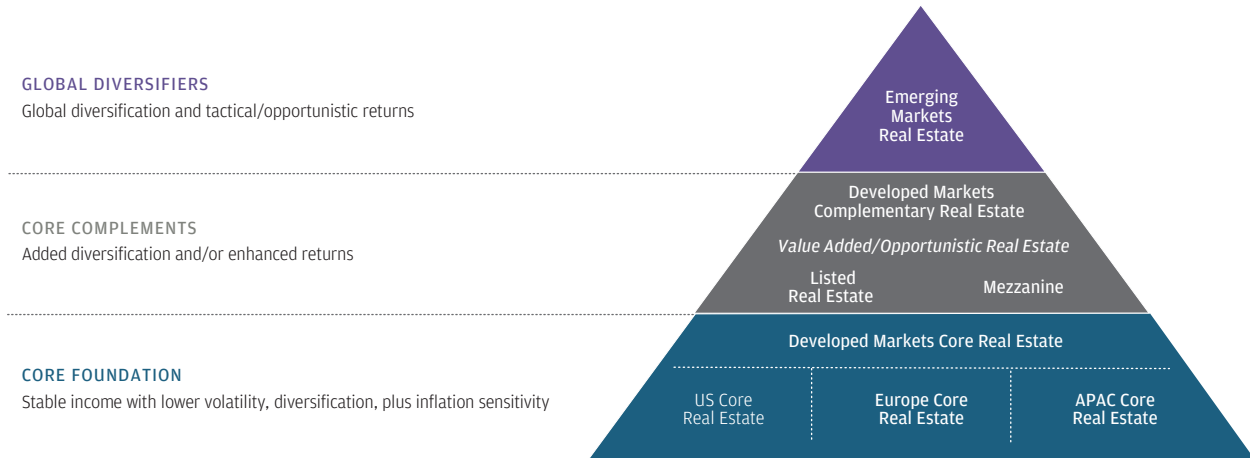 GLOBAL DIVERSIFIERS
Global diversification and tactical/opportunistic returns
Emerging
Markets
Real Estate
CORE COMPLEMENTS
Added diversification and/or enhanced returns
Developed Markets
Complementary Real Estate
Value Added/Opportunistic Real Estate
Listed
Real Estate
Mezzanine
CORE FOUNDATION
Stable income with lower volatility, diversification, plus inflation sensitivity
Developed Markets Core Real Estate
US Core
Real Estate
Europe Core
Real Estate
APAC Core
Real Estate